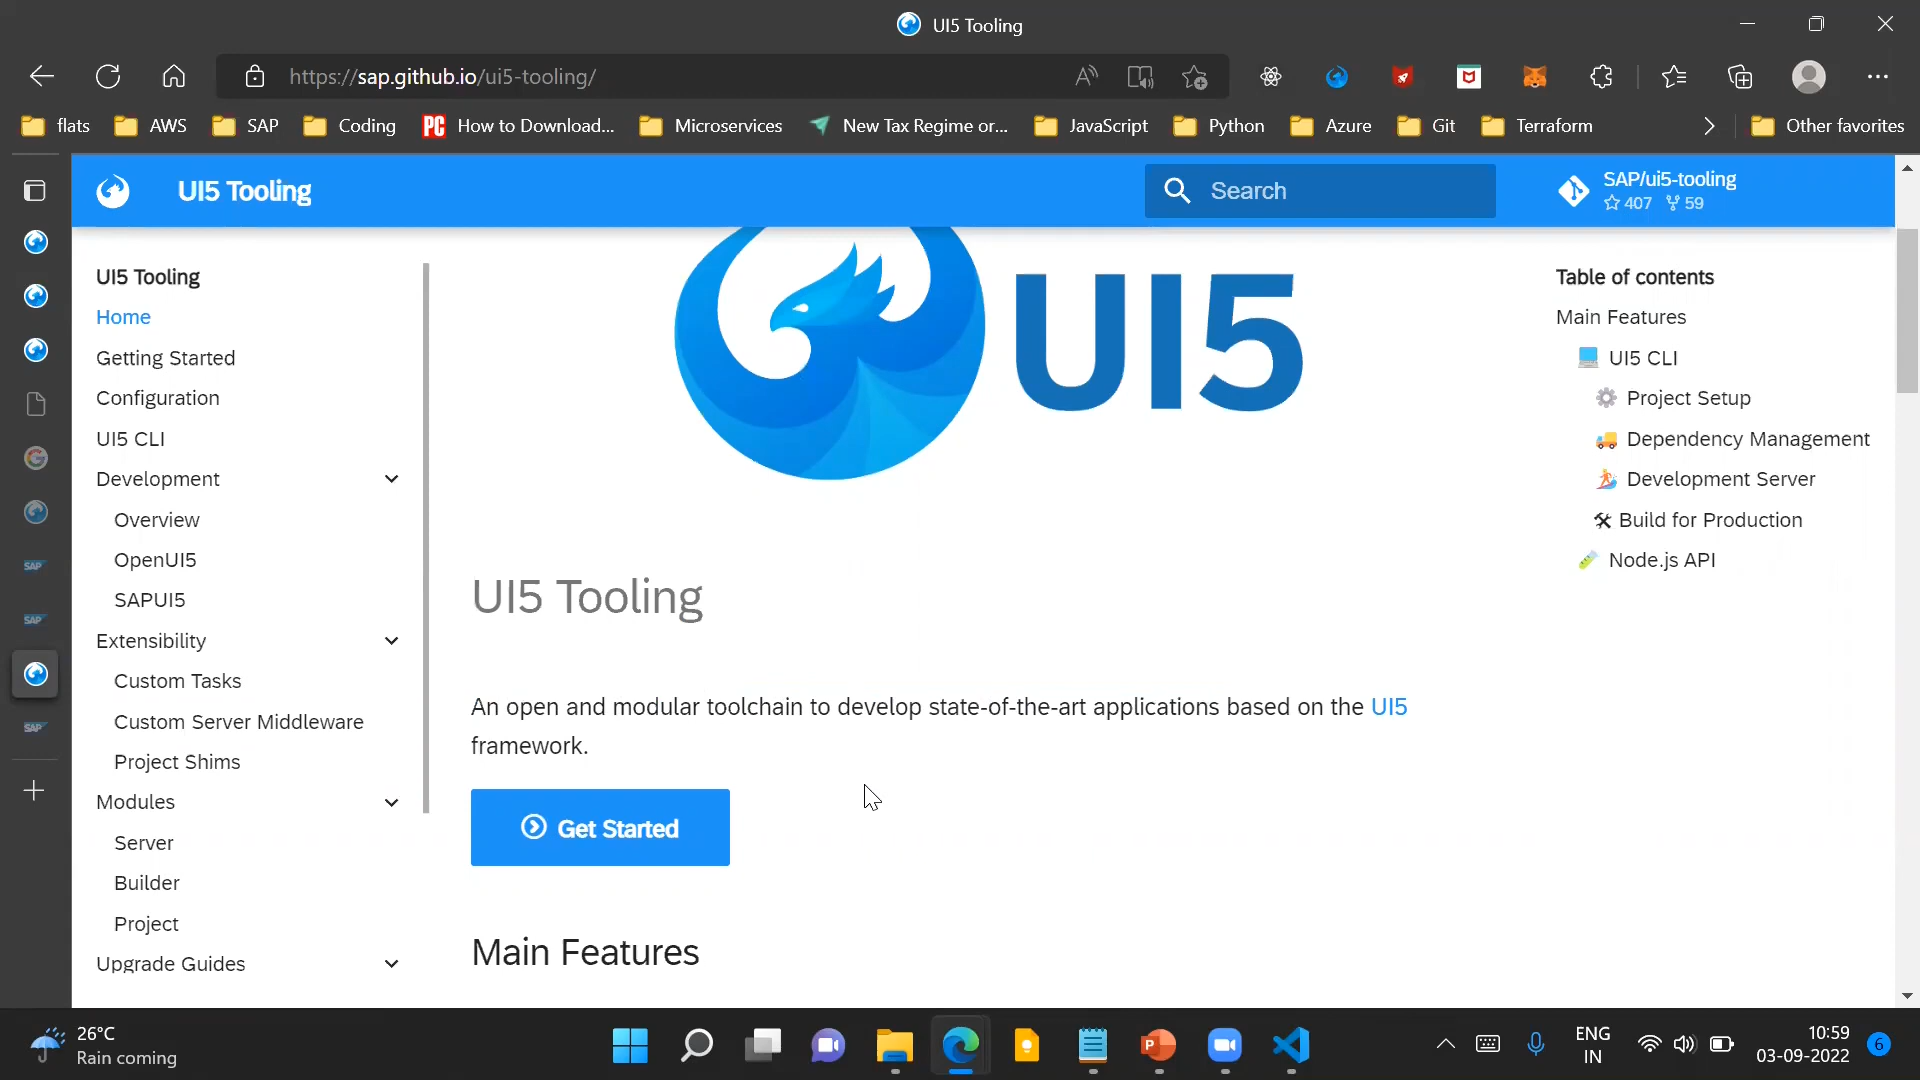 UI5 Tooling
https://sap.github.io/ui5-tooling/
flats
AWS
SAP
Coding
PC
How to Download...
Microservices
New Tax Regime or...
JavaScript
Python
Azure
Git
Terraform
Other favorites
UI5 Tooling
Search
SAP/ui5-tooling
407 59
UI5 Tooling
Home
Getting Started
Configuration
UI5 CLI
Development
Overview
OpenUI5
SAPUI5
Extensibility
Custom Tasks
Custom Server Middleware
Project Shims
Modules
Server
Builder
Project
Upgrade Guides
UI5
UI5 Tooling
An open and modular toolchain to develop state-of-the-art applications based on the UI5
framework.
Get Started
Main Features
Table of contents
Main Features
UI5 CLI
Project Setup
Dependency Management
Development Server
Build for Production
Node.js API
SAP
SAP
SAP
26°C
Rain coming
P
ENG
IN
10:59
03-09-2022
6